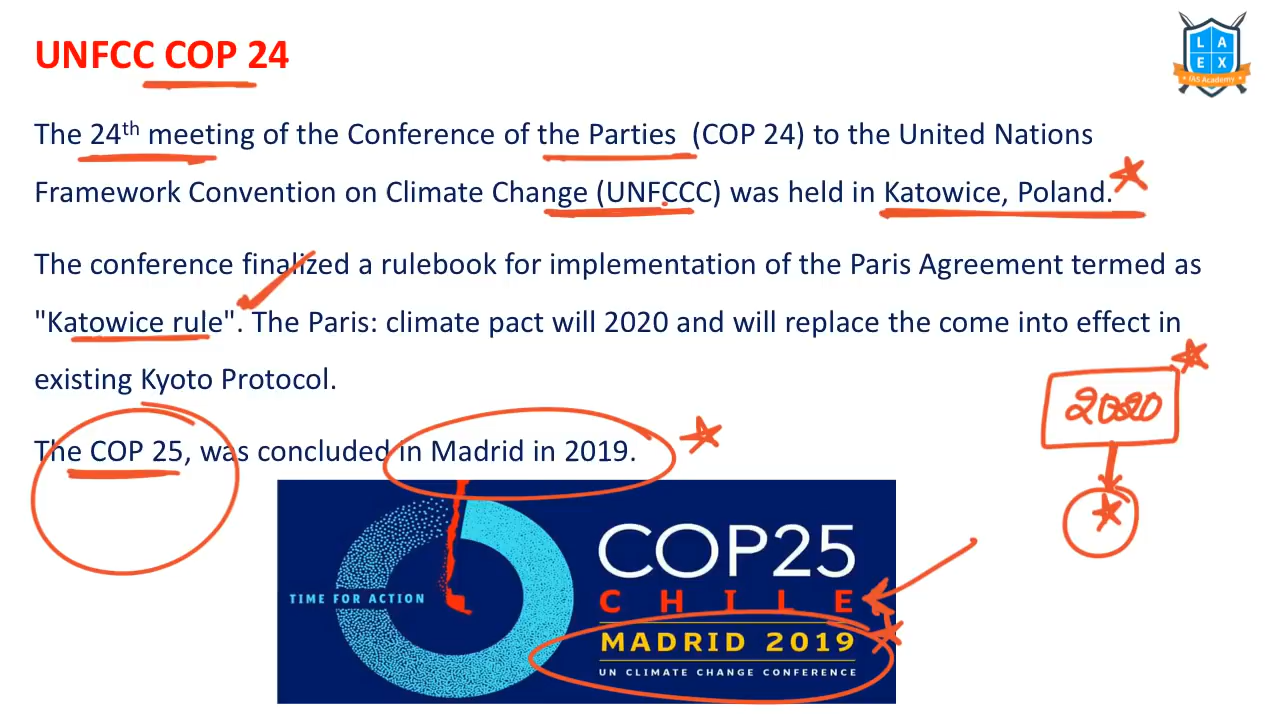 UNFCC COP 24
L A
E X
IAS Academy
The 24th meeting of the Conference of the Parties (COP 24) to the United Nations
Framework Convention on Climate Change (UNFCCC) was held in Katowice, Poland.
The conference finalized a rulebook for implementation of the Paris Agreement termed as
"Katowice rule". The Paris: climate pact will 2020 and will replace the come into effect in
existing Kyoto Protocol.
2020
The COP 25, was concluded in Madrid in 2019.
COP25
TIME FOR ACTION
CHILE
MADRID 2019
UN CLIMATE CHANGE CONFERENCE